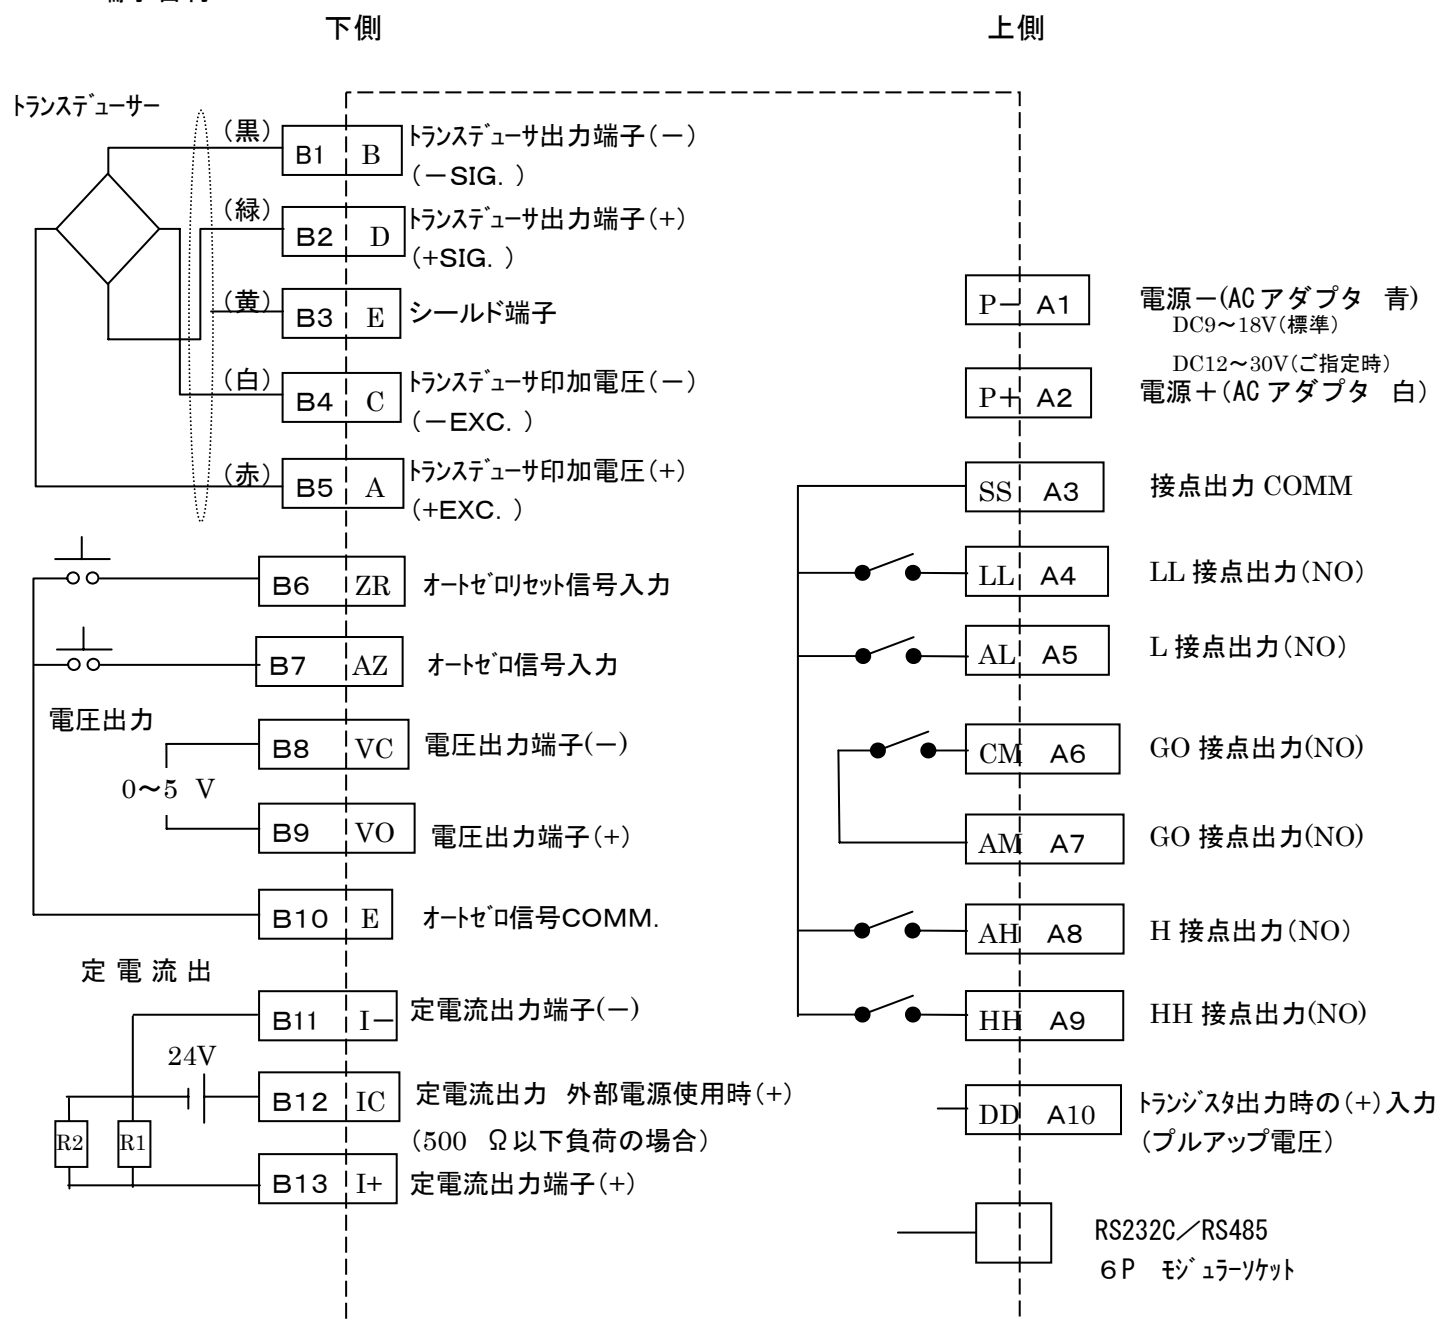 下側
上側
トランスデューサー
(黒)
B1 B
トランスデューサ出力端子(－)
(－SIG. )
(緑)
B2 D
トランスデューサ出力端子(+)
(+SIG. )
(黄)
B3 E
シールド端子
(白)
B4 C
トランスデューサ印加電圧(－)
(－EXC. )
(赤)
B5 A
トランスデューサ印加電圧(+)
(+EXC. )
B6 ZR
オートゼロリセット信号入力
B7 AZ
オートゼロ信号入力
電圧出力
B8 VC
電圧出力端子(－)
0～5 V
B9 VO
電圧出力端子(+)
B10 E
オートゼロ信号COMM.
定電流出
B11 I－
定電流出力端子(－)
24V
B12 IC
定電流出力 外部電源使用時(+)
(500 Ω以下負荷の場合)
R2 R1
B13 I+
定電流出力端子(+)
P－ A1
電源－(ACアダプタ 青)
DC9～18V(標準)
DC12～30V(ご指定時)
P＋ A2
電源＋(ACアダプタ 白)
SS A3
接点出力 COMM
LL A4
LL 接点出力(NO)
AL A5
L 接点出力(NO)
CM A6
GO 接点出力(NO)
AM A7
GO 接点出力(NO)
AH A8
H 接点出力(NO)
HH A9
HH 接点出力(NO)
DD A10
トランジスタ出力時の(+)入力
(プルアップ電圧)
RS232C／RS485
6P モジュラーソケット